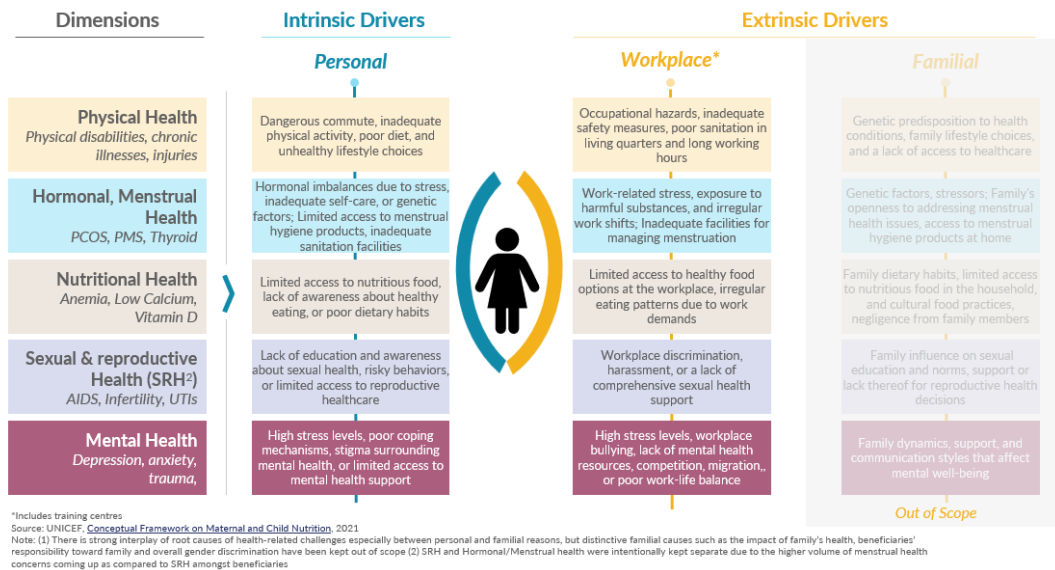 Dimensions
Intrinsic Drivers
Extrinsic Drivers
Personal
Workplace*
Familial
Physical Health
Physical disabilities, chronic
illnesses, injuries
Dangerous commute, inadequate
physical activity, poor diet, and
unhealthy lifestyle choices
Occupational hazards, inadequate
safety measures, poor sanitation in
living quarters and long working
hours
Genetic predisposition to health
conditions, family lifestyle choices,
and a lack of access to healthcare
Hormonal, Menstrual
Health
PCOS, PMS, Thyroid
Hormonal imbalances due to stress,
inadequate self-care, or genetic
factors; Limited access to menstrual
hygiene products, inadequate
sanitation facilities
Work-related stress, exposure to
harmful substances, and irregular
work shifts; Inadequate facilities for
managing menstruation
Genetic factors, stressors; Family's
openness to addressing menstrual
health issues, access to menstrual
hygiene products at home
Nutritional Health
Anemia, Low Calcium,
Vitamin D
Limited access to nutritious food,
lack of awareness about healthy
eating, or poor dietary habits
Limited access to healthy food
options at the workplace, irregular
eating patterns due to work
demands
Family dietary habits, limited access
to nutritious food in the household,
and cultural food practices,
negligence from family members
Sexual & reproductive
Health (SRH²)
AIDS, Infertility, UTIs
Lack of education and awareness
about sexual health, risky behaviors,
or limited access to reproductive
healthcare
Workplace discrimination,
harassment, or a lack of
comprehensive sexual health
support
Family influence on sexual
education and norms, support or
lack thereof for reproductive health
decisions
Mental Health
Depression, anxiety,
trauma,
High stress levels, poor coping
mechanisms, stigma surrounding
mental health, or limited access to
mental health support
High stress levels, workplace
bullying, lack of mental health
resources, competition, migration,,
or poor work-life balance
Family dynamics, support, and
communication styles that affect
mental well-being
Out of Scope
*Includes training centres
Source: UNICEF, Conceptual Framework on Maternal and Child Nutrition, 2021
Note: (1) There is strong interplay of root causes of health-related challenges especially between personal and familial reasons, but distinctive familial causes such as the impact of family's health, beneficiaries'
responsibility toward family and overall gender discrimination have been kept out of scope (2) SRH and Hormonal/Menstrual health were intentionally kept separate due to the higher volume of menstrual health
concerns coming up as compared to SRH amongst beneficiaries